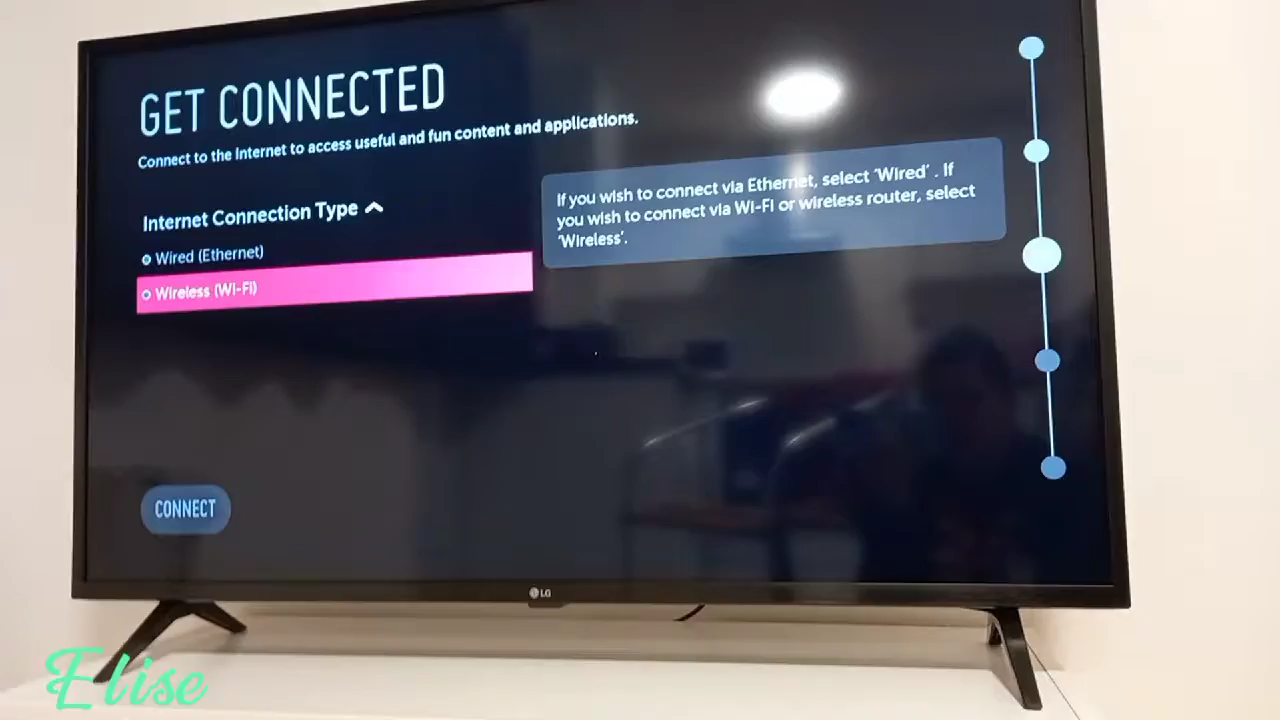 GET CONNECTED
Connect to the Internet to access useful and fun content and applications.
Internet Connection Type
Wired (Ethernet)
Wireless (Wi-Fi)
If you wish to connect via Ethernet, select 'Wired' . If
you wish to connect via Wi-Fi or wireless router, select
'Wireless'.
CONNECT
LG
Elise